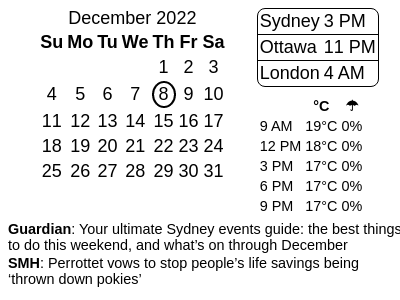 December 2022
Su Mo Tu We Th Fr Sa
1 2 3
4 5 6 7 8 9 10
11 12 13 14 15 16 17
18 19 20 21 22 23 24
25 26 27 28 29 30 31
Sydney 3 PM
Ottawa 11 PM
London 4 AM
°C ☂
9 AM 19°C 0%
12 PM 18°C 0%
3 PM 17°C 0%
6 PM 17°C 0%
9 PM 17°C 0%
Guardian: Your ultimate Sydney events guide: the best things
to do this weekend, and what’s on through December
SMH: Perrottet vows to stop people’s life savings being
‘thrown down pokies’